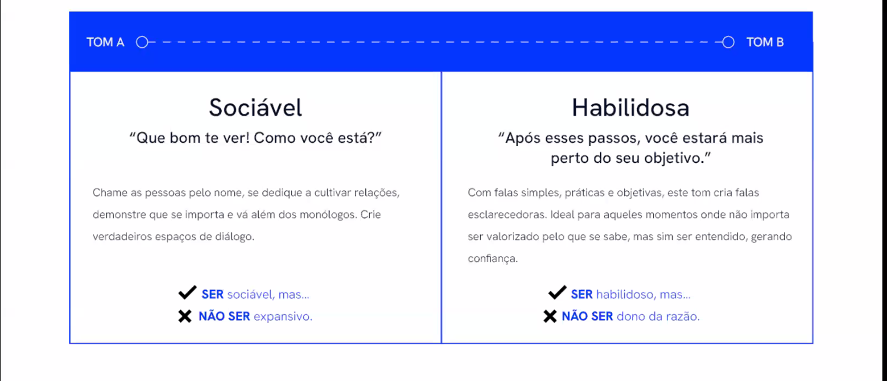 TOM A
TOM B
Sociável
“Que bom te ver! Como você está?”
Chame as pessoas pelo nome, se dedique a cultivar relações,
demonstre que se importa e vá além dos monólogos. Crie
verdadeiros espaços de diálogo.
SER sociável, mas...
NÃO SER expansivo.
Habilidosa
“Após esses passos, você estará mais
perto do seu objetivo.”
Com falas simples, práticas e objetivas, este tom cria falas
esclarecedoras. Ideal para aqueles momentos onde não importa
ser valorizado pelo que se sabe, mas sim ser entendido, gerando
confiança.
SER habilidoso, mas...
NÃO SER dono da razão.